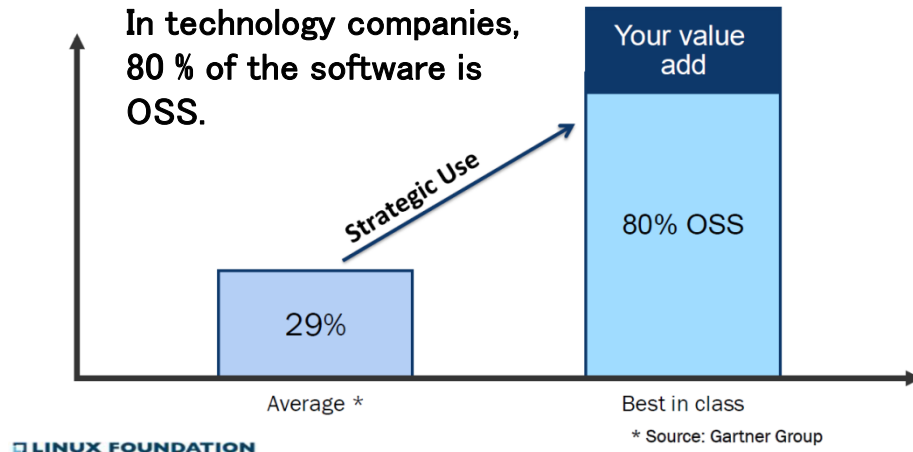 In technology companies,
80 % of the software is
OSS.
Your value
add
Strategic Use
80% OSS
29%
Average *
Best in class
* Source: Gartner Group
LINUX FOUNDATION